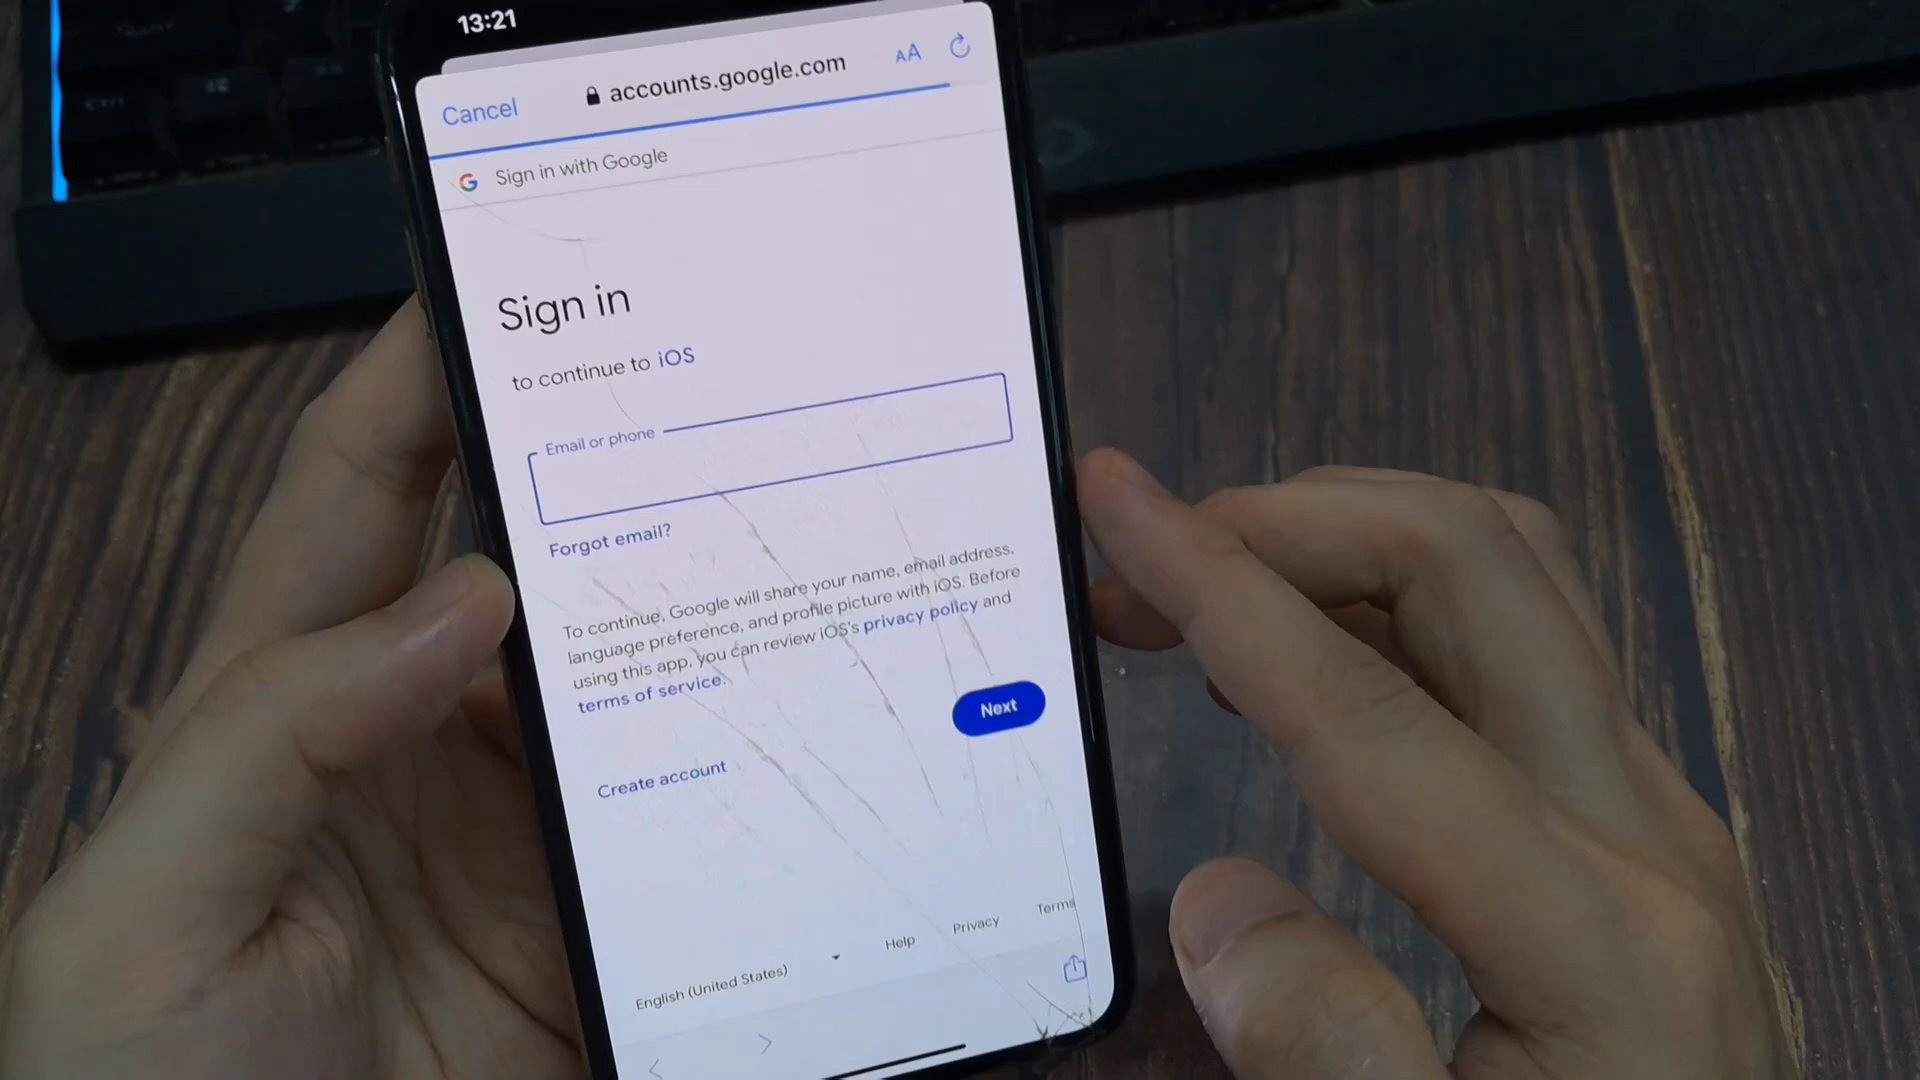 13:21
Cancel
accounts.google.com
AA
Sign in with Google
Sign in
to continue to iOS
Email or phone
Forgot email?
To continue, Google will share your name, email address,
language preference, and profile picture with iOS. Before
using this app, you can review iOS's privacy policy and
terms of service.
Next
Create account
English (United States)
Help
Privacy
Terms